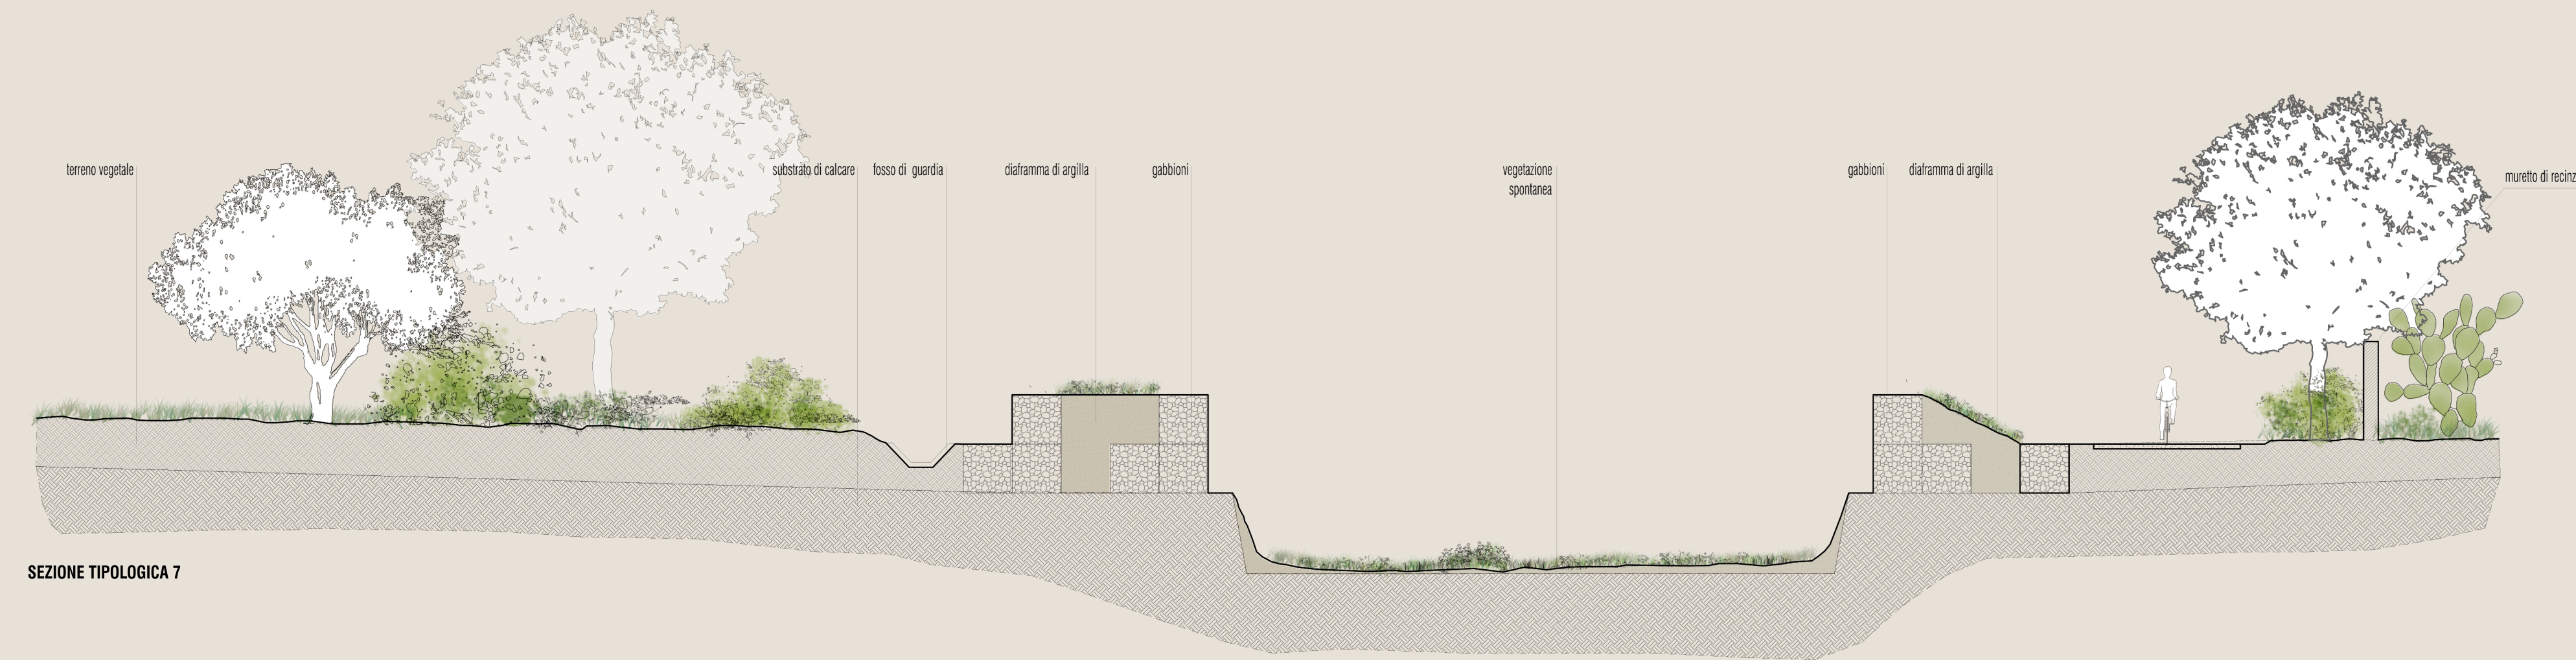 terreno vegetale
substrato di calcare
fosso di guardia
diaframma di argilla
gabbioni
vegetazione
spontanea
gabbioni
diaframma di argilla
muretto di recinz
SEZIONE TIPOLOGICA 7